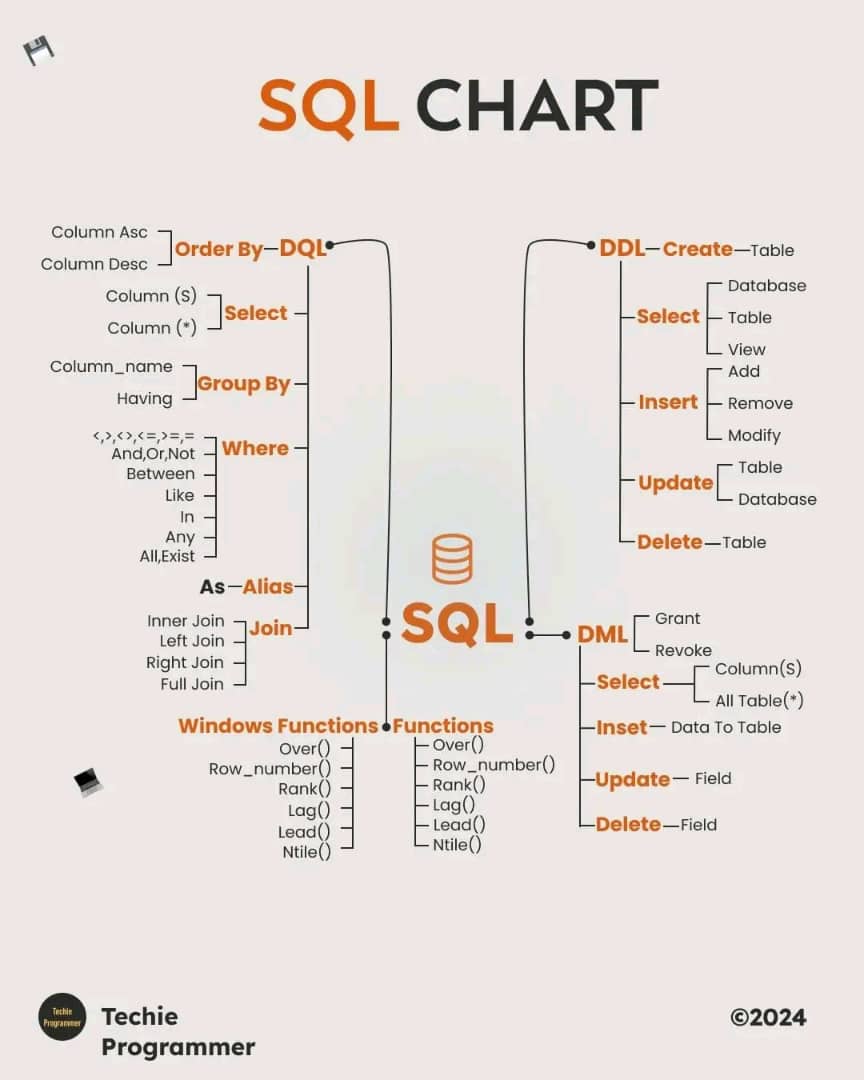 SQL CHART
Column Asc
Column Desc
Order By
DQL
Column (S)
Column (*)
Select
Column_name
Having
Group By
<,>,<>,<=,>=,=
And,Or,Not
Between
Like
In
Any
All,Exist
Where
As
Alias
Inner Join
Left Join
Right Join
Full Join
Join
DDL
Create
Table
Select
Database
Table
View
Insert
Add
Remove
Modify
Update
Table
Database
Delete
Table
SQL
DML
Grant
Revoke
Select
Column(S)
All Table(*)
Inset
Data To Table
Update
Field
Delete
Field
Windows Functions
Over()
Row_number()
Rank()
Lag()
Lead()
Ntile()
Functions
Over()
Row_number()
Rank()
Lag()
Lead()
Ntile()
Techie
Programmer
Techie
Programmer
©2024